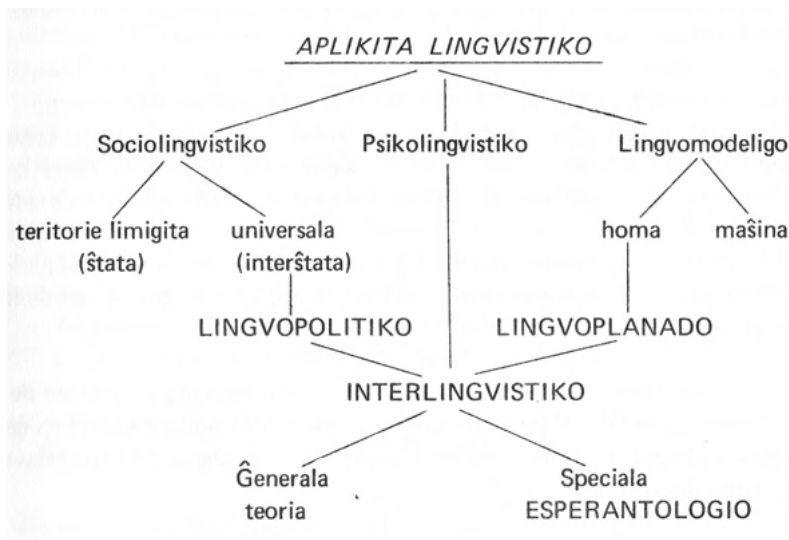 APLIKITA LINGVISTIKO
Sociolingvistiko Psikolingvistiko Lingvomodeligo
teritorie limigita universala homa maŝina
(ŝtata) (interŝtata)
LINGVOPOLITIKO LINGVOPLANADO
INTERLINGVISTIKO
Ĝenerala Speciala
teoria ESPERANTOLOGIO